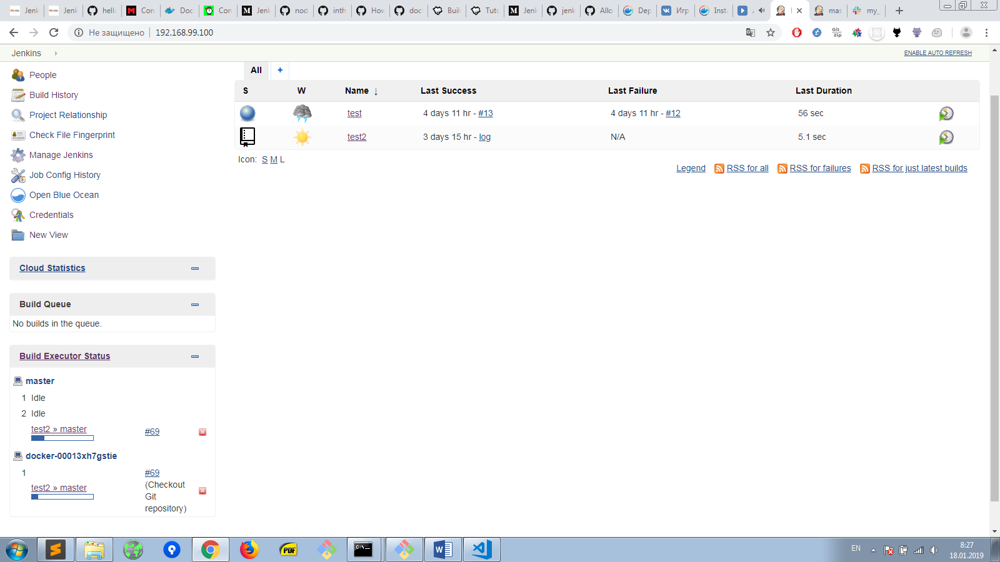 Jenk Jenk hello Con Doc Con Jenk nod inth How doc Buil Tuto Jenk jenk Allo Dep Игр Inst mas my_
Не защищено 192.168.99.100 Git Zip
Jenkins ENABLE AUTO REFRESH
People
Build History
Project Relationship
Check File Fingerprint
Manage Jenkins
Job Config History
Open Blue Ocean
Credentials
New View
All +
S W Name ↓ Last Success Last Failure Last Duration
test 4 days 11 hr - #13 4 days 11 hr - #12 56 sec
test2 3 days 15 hr - log N/A 5.1 sec
Icon: S M L
Legend RSS for all RSS for failures RSS for just latest builds
Cloud Statistics
Build Queue
No builds in the queue.
Build Executor Status
master
1 Idle
2 Idle
test2 » master #69
docker-00013xh7gstie
1 #69
test2 » master (Checkout
Git
repository)
PDF C:\_ W EN 8:27
18.01.2019